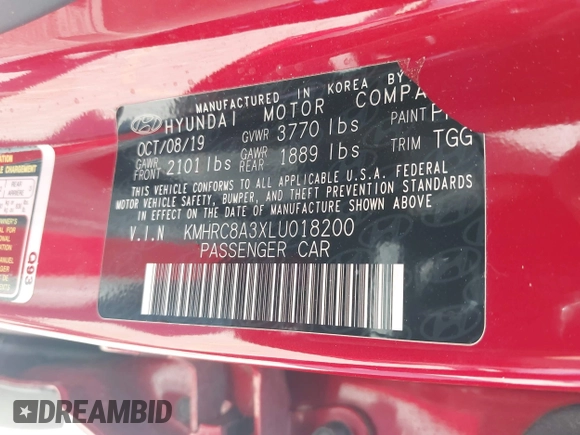 MANUFACTURED IN KOREA BY
HYUNDAI MOTOR COMPA
OCT/08/19 GVWR 3770 lbs PAINT
GAWR FRONT 2101 lbs GAWR REAR 1889 lbs TRIM TGG
THIS VEHICLE CONFORMS TO ALL APPLICABLE U.S.A. FEDERAL
MOTOR VEHICLE SAFETY, BUMPER, AND THEFT PREVENTION STANDARDS
IN EFFECT ON THE DATE OF MANUFACTURE SHOWN ABOVE
V.I.N KMHRC8A3XLU018200
PASSENGER CAR
Q93
DREAMBID